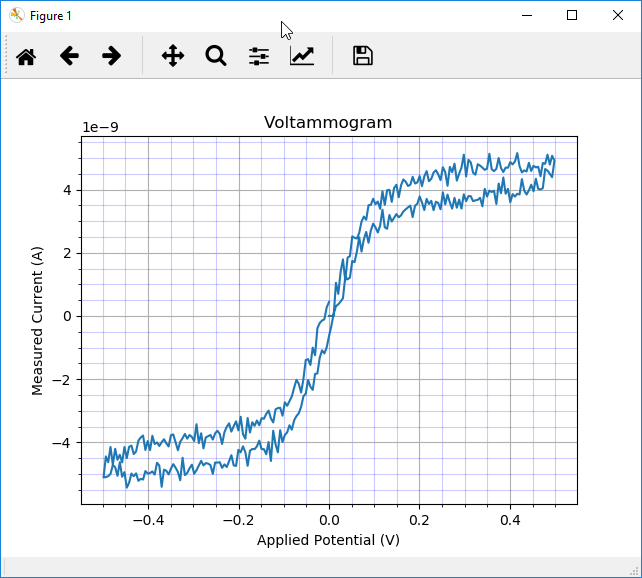 Figure 1
Voltammogram
1e−9
4
2
0
−2
−4
Measured Current (A)
−0.4 −0.2 0.0 0.2 0.4
Applied Potential (V)